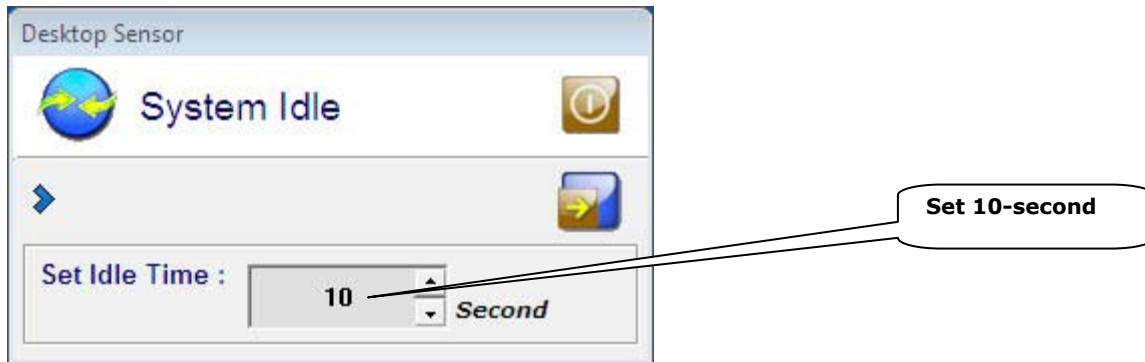 Desktop Sensor
System Idle
Set 10-second
Set Idle Time :
10
Second